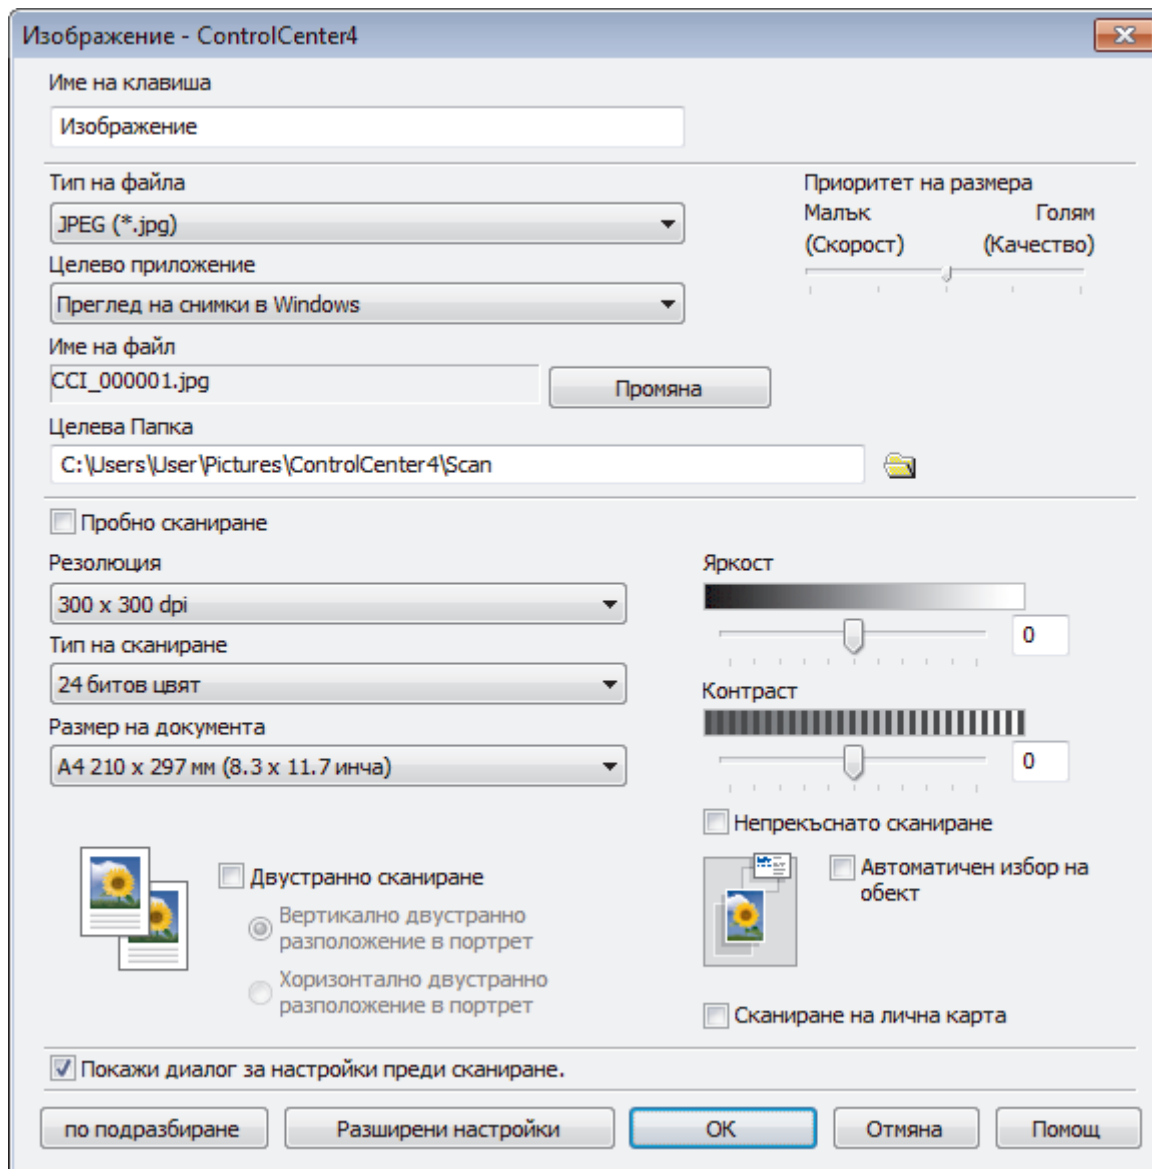 Изображение - ControlCenter4
Име на клавиша
Изображение
Тип на файла
JPEG (*.jpg)
Приоритет на размера
Малък Голям
(Скорост) (Качество)
Целево приложение
Преглед на снимки в Windows
Име на файл
CCI_000001.jpg
Промяна
Целева Папка
C:\Users\User\Pictures\ControlCenter4\Scan
Пробно сканиране
Резолюция
300 x 300 dpi
Тип на сканиране
24 битов цвят
Размер на документа
A4 210 x 297 мм (8.3 x 11.7 инча)
Яркост
0
Контраст
0
Непрекъснато сканиране
Автоматичен избор на
обект
Двустранно сканиране
Вертикално двустранно
разположение в портрет
Хоризонтално двустранно
разположение в портрет
Сканиране на лична карта
Покажи диалог за настройки преди сканиране.
по подразбиране
Разширени настройки
OK
Отмяна
Помощ